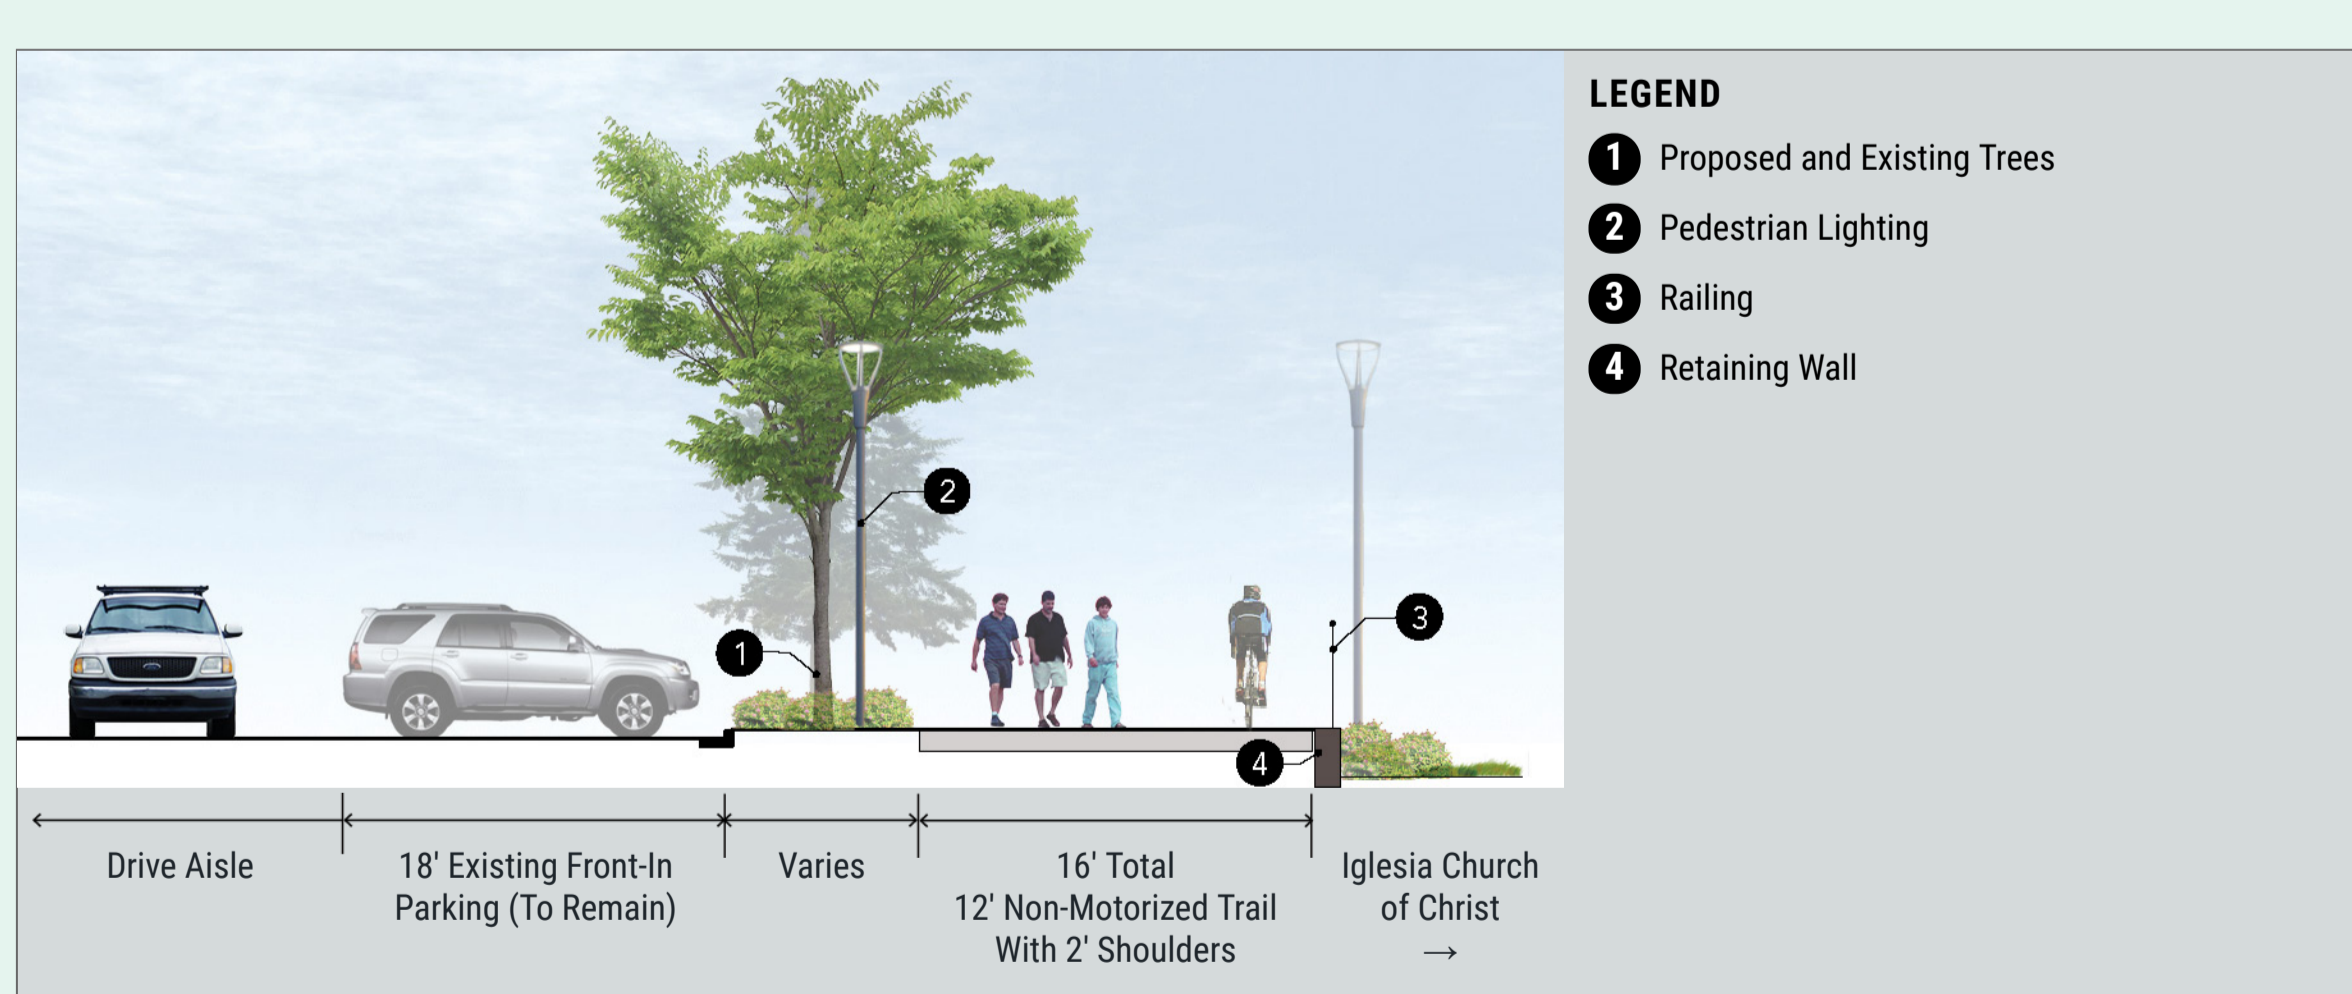 LEGEND
1 Proposed and Existing Trees
2 Pedestrian Lighting
3 Railing
4 Retaining Wall
2
3
1
4
Drive Aisle
18' Existing Front-In
Parking (To Remain)
Varies
16' Total
12' Non-Motorized Trail
With 2' Shoulders
Iglesia Church
of Christ
→